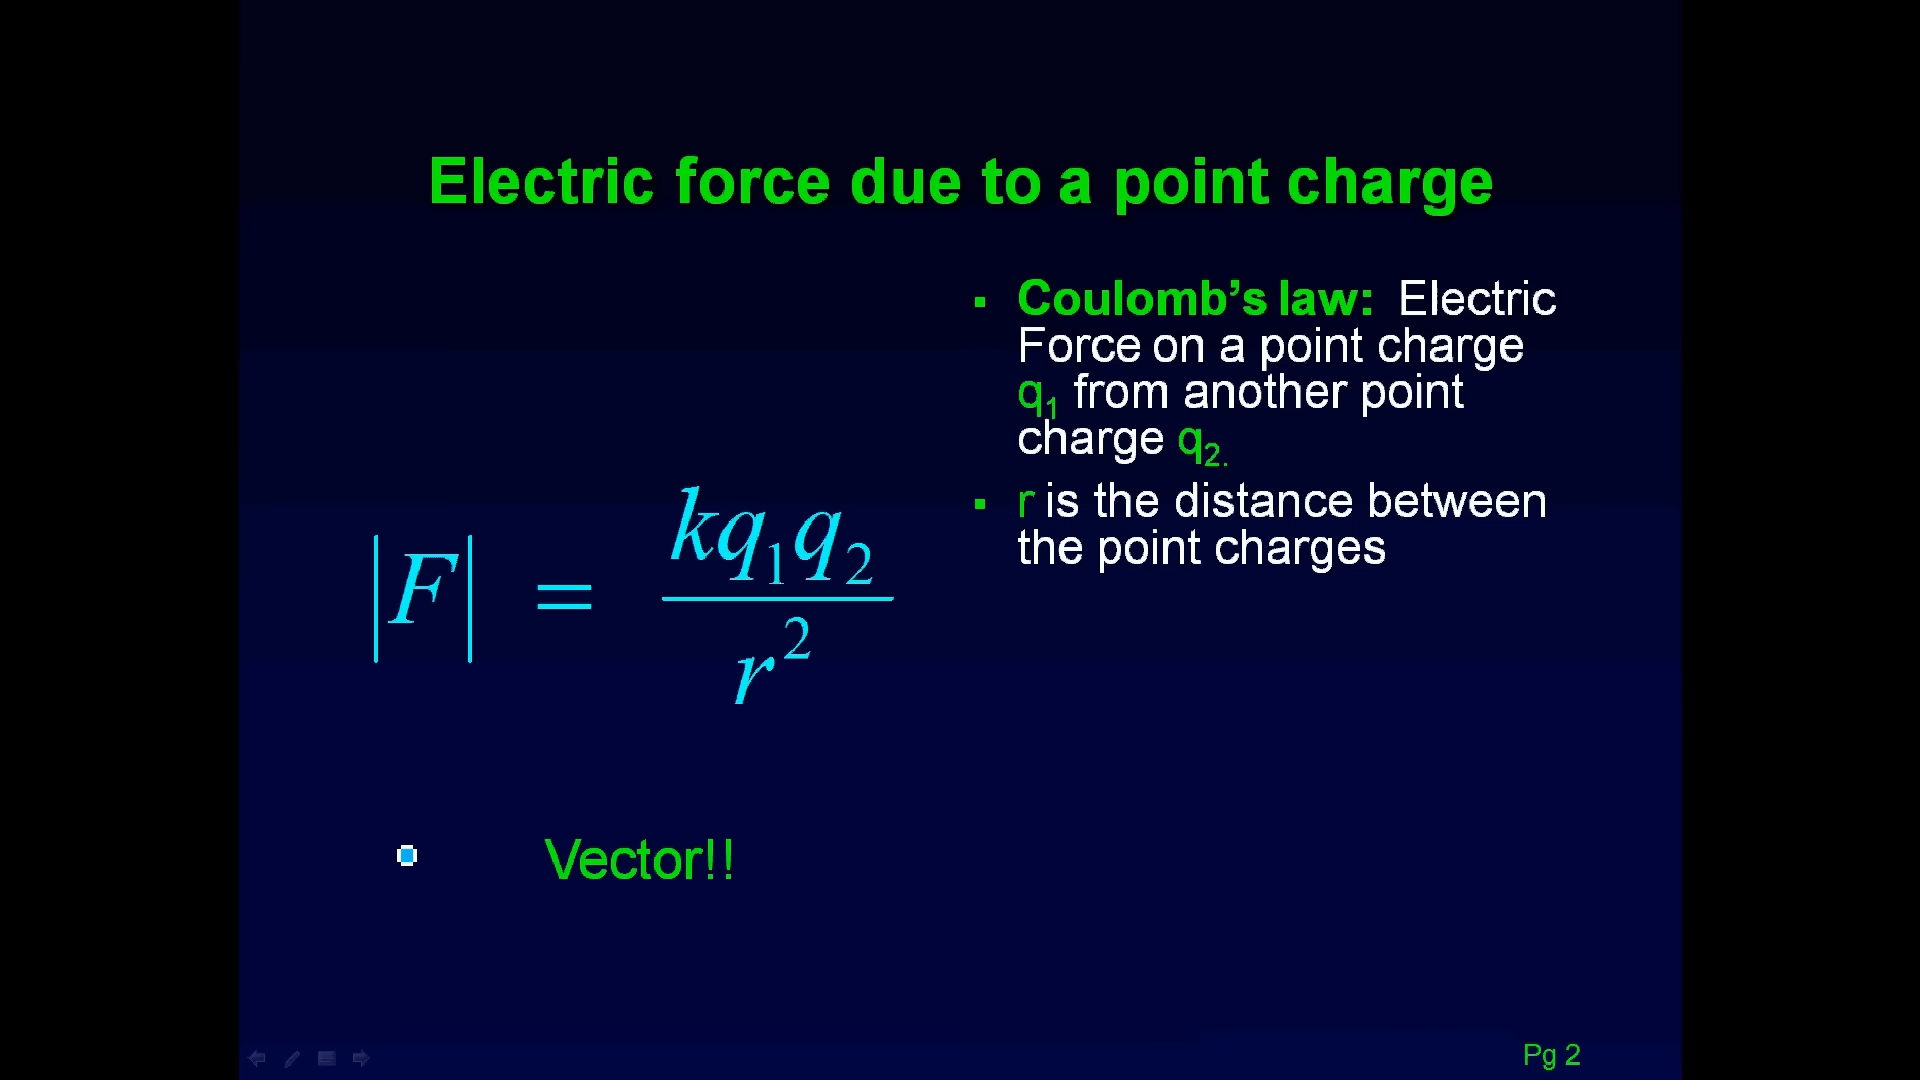 Electric force due to a point charge
▪ Coulomb’s law: Electric
Force on a point charge
q₁ from another point
charge q₂.
▪ r is the distance between
the point charges
|F| = kq₁q₂ / r²
Vector!!
Pg 2